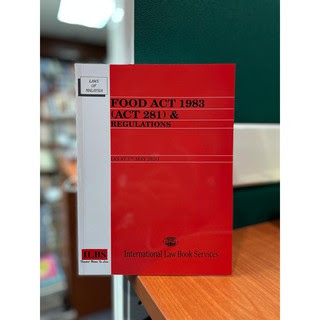 LAWS
OF
MALAYSIA
FOOD ACT 1983
(ACT 281) &
REGULATIONS
ILBS
International Law Book Services